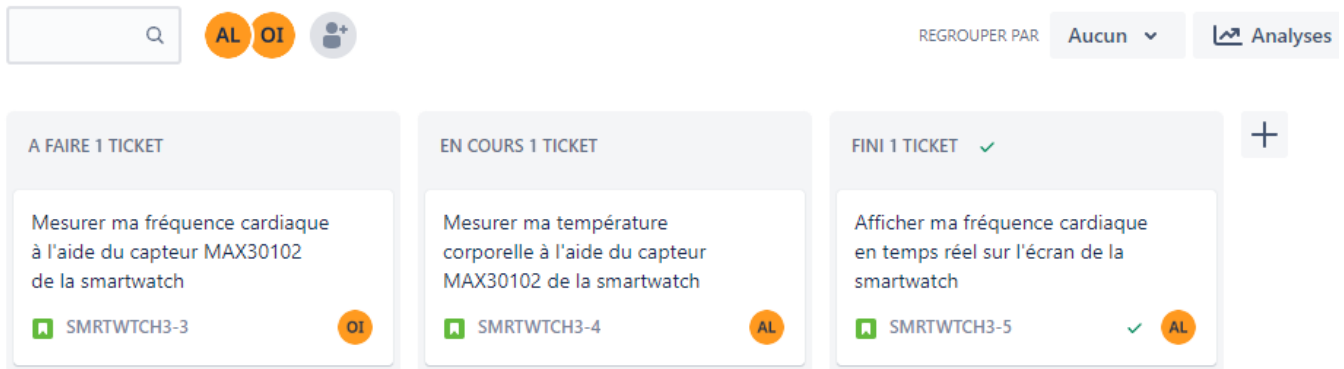 AL OI
REGROUPER PAR Aucun Analyses
A FAIRE 1 TICKET
Mesurer ma fréquence cardiaque
à l'aide du capteur MAX30102
de la smartwatch
SMRTWTCH3-3 OI
EN COURS 1 TICKET
Mesurer ma température
corporelle à l'aide du capteur
MAX30102 de la smartwatch
SMRTWTCH3-4 AL
FINI 1 TICKET
Afficher ma fréquence cardiaque
en temps réel sur l'écran de la
smartwatch
SMRTWTCH3-5 AL